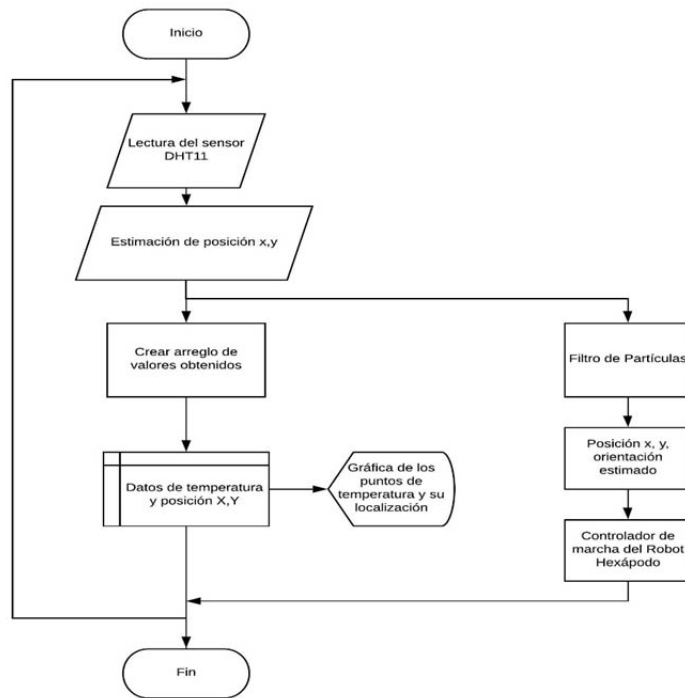 Inicio
Lectura del sensor
DHT11
Estimación de posición x,y
Crear arreglo de
valores obtenidos
Filtro de Partículas
Datos de temperatura
y posición X,Y
Gráfica de los
puntos de
temperatura y su
localización
Posición x, y,
orientación
estimado
Controlador de
marcha del Robot
Hexápodo
Fin